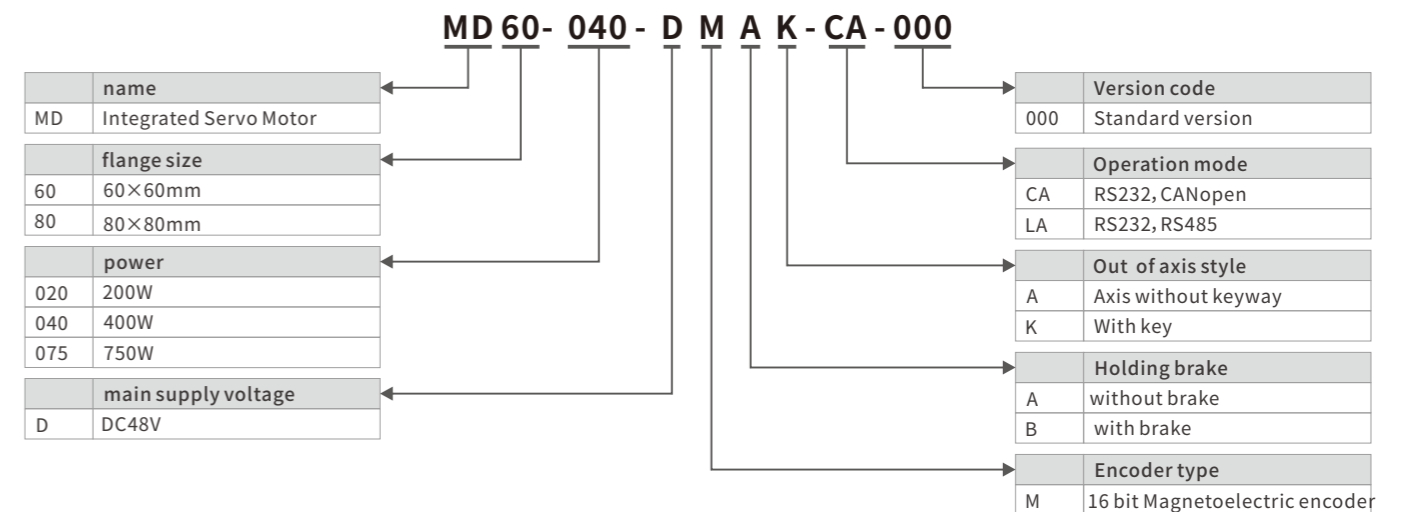 MD 60- 040 - D M A K - CA - 000
name
MD Integrated Servo Motor
flange size
60 60×60mm
80 80×80mm
power
020 200W
040 400W
075 750W
main supply voltage
D DC48V
Version code
000 Standard version
Operation mode
CA RS232, CANopen
LA RS232, RS485
Out of axis style
A Axis without keyway
K With key
Holding brake
A without brake
B with brake
Encoder type
M 16 bit Magnetoelectric encoder